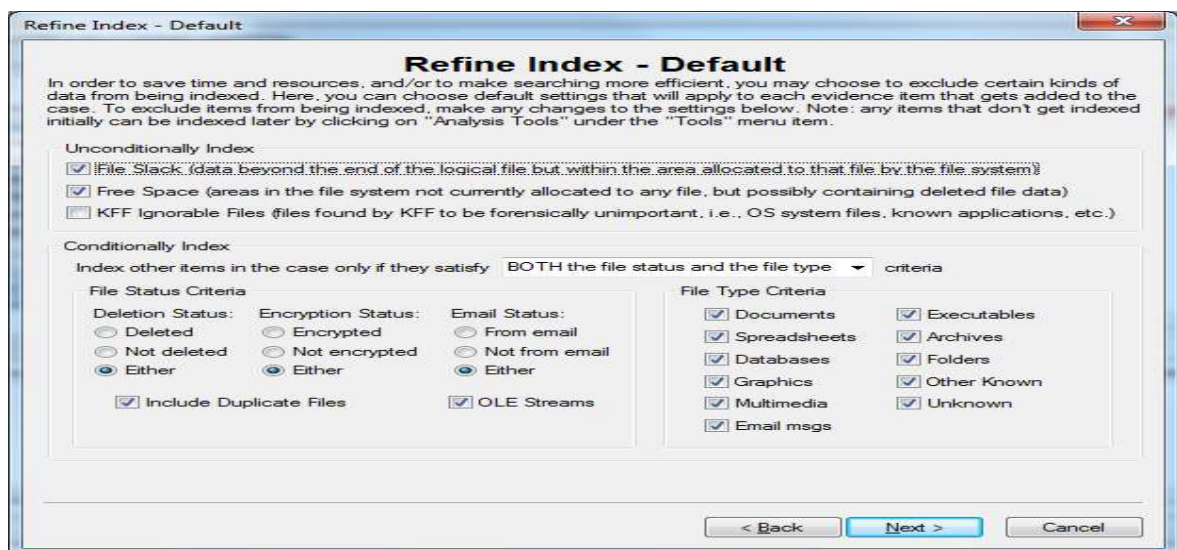 Refine Index - Default
Refine Index - Default
In order to save time and resources, and/or to make searching more efficient, you may choose to exclude certain kinds of
data from being indexed. Here, you can choose default settings that will apply to each evidence item that gets added to the
case. To exclude items from being indexed, make any changes to the settings below. Note: any items that don't get indexed
initially can be indexed later by clicking on "Analysis Tools" under the "Tools" menu item.
Unconditionally Index
File Slack (data beyond the end of the logical file but within the area allocated to that file by the file system)
Free Space (areas in the file system not currently allocated to any file, but possibly containing deleted file data)
KFF Ignorable Files (files found by KFF to be forensically unimportant, i.e., OS system files, known applications, etc.)
Conditionally Index
Index other items in the case only if they satisfy BOTH the file status and the file type criteria
File Status Criteria
Deletion Status: Encryption Status: Email Status:
Deleted Encrypted From email
Not deleted Not encrypted Not from email
Either Either Either
Include Duplicate Files OLE Streams
File Type Criteria
Documents Executables
Spreadsheets Archives
Databases Folders
Graphics Other Known
Multimedia Unknown
Email msgs
< Back Next > Cancel